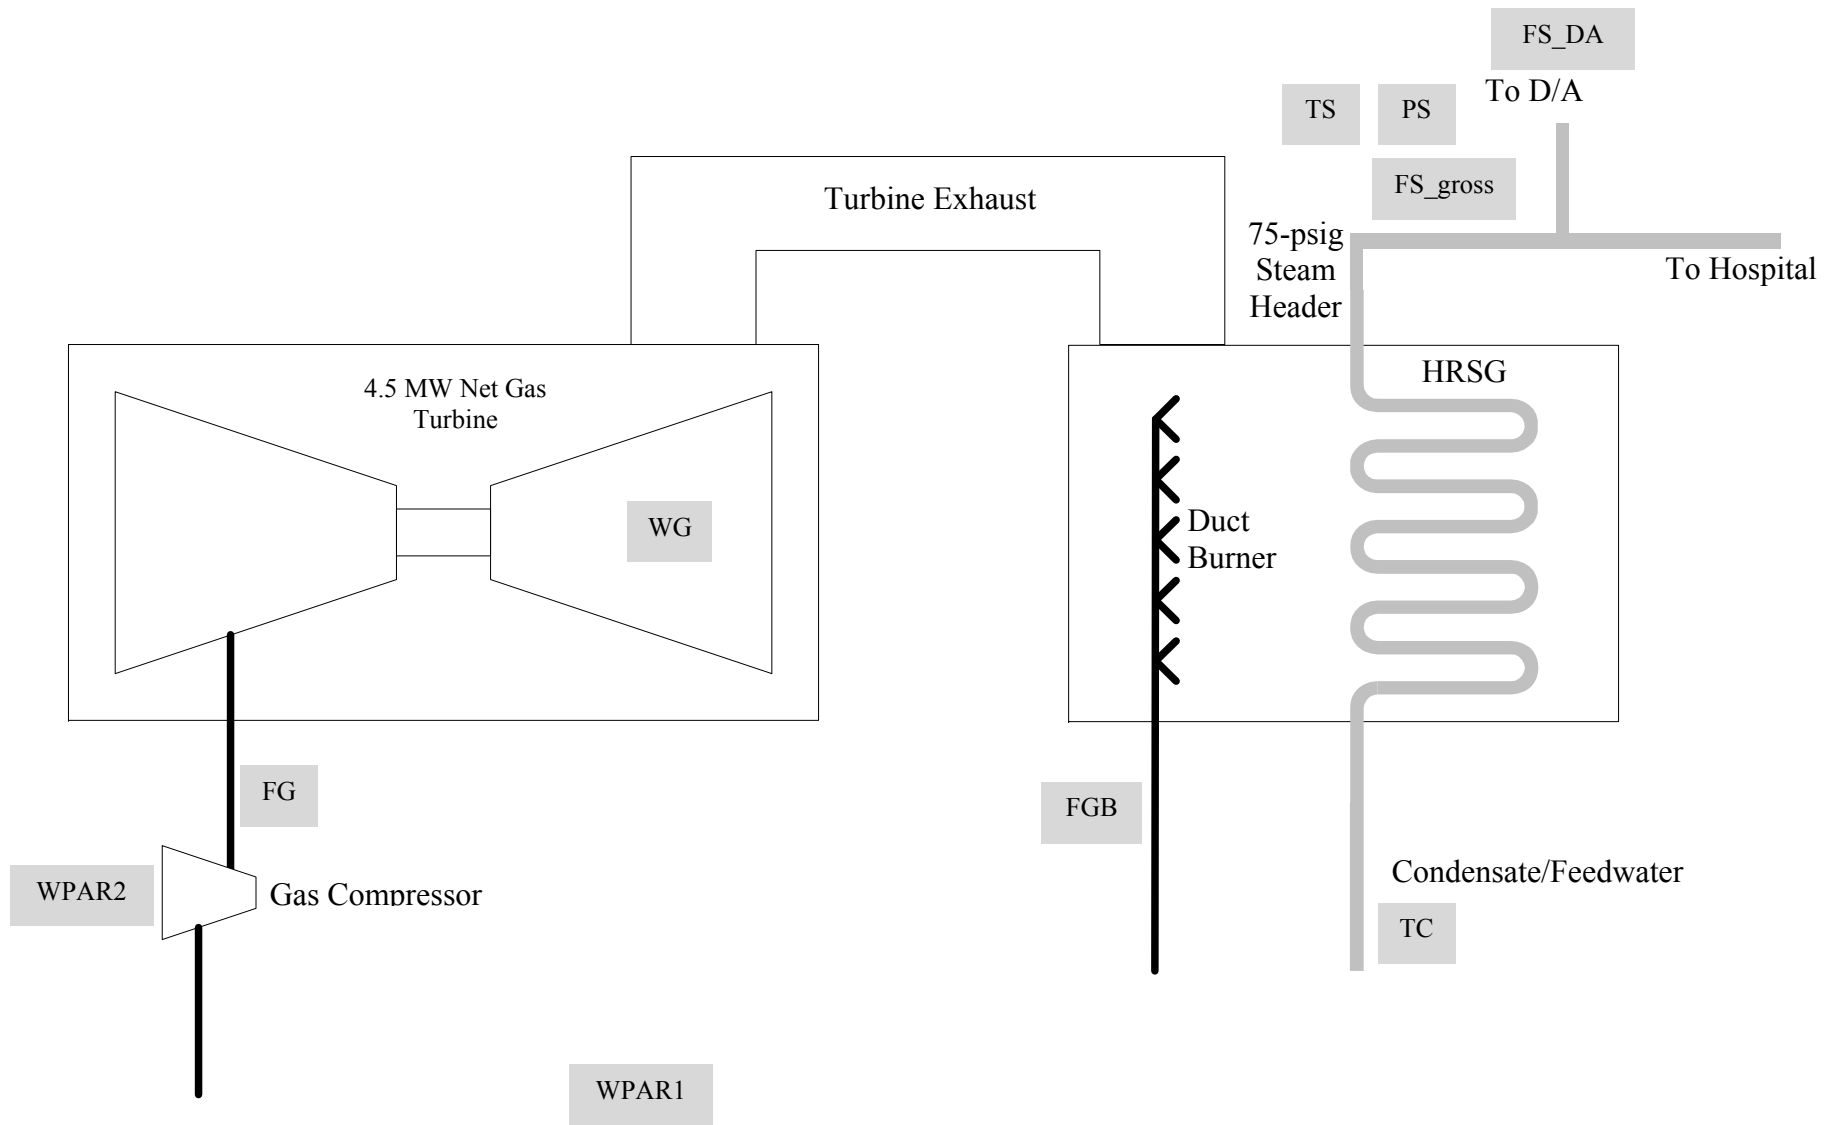 FS_DA
To D/A
TS
PS
FS_gross
Turbine Exhaust
75-psig
Steam
Header
To Hospital
4.5 MW Net Gas
Turbine
HRSG
WG
Duct
Burner
FG
FGB
WPAR2
Gas Compressor
Condensate/Feedwater
TC
WPAR1